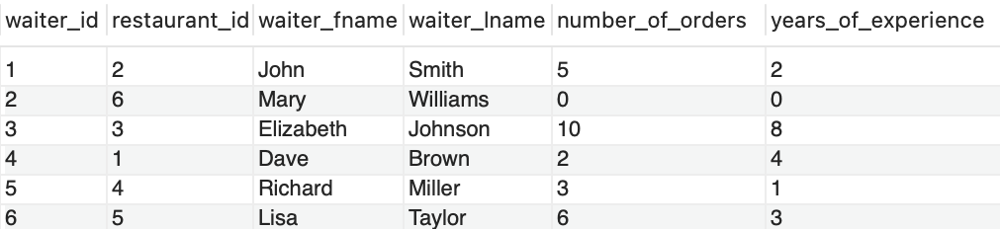 waiter_id restaurant_id waiter_fname waiter_lname number_of_orders years_of_experience
1 2 John Smith 5 2
2 6 Mary Williams 0 0
3 3 Elizabeth Johnson 10 8
4 1 Dave Brown 2 4
5 4 Richard Miller 3 1
6 5 Lisa Taylor 6 3